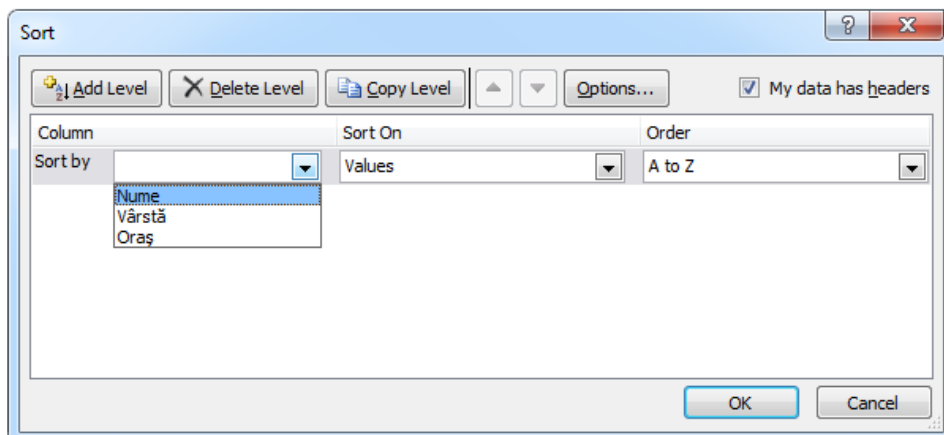 Sort
Add Level Delete Level Copy Level Options... My data has headers
Column Sort On Order
Sort by Values A to Z
Nume
Vârstă
Oraş
OK Cancel